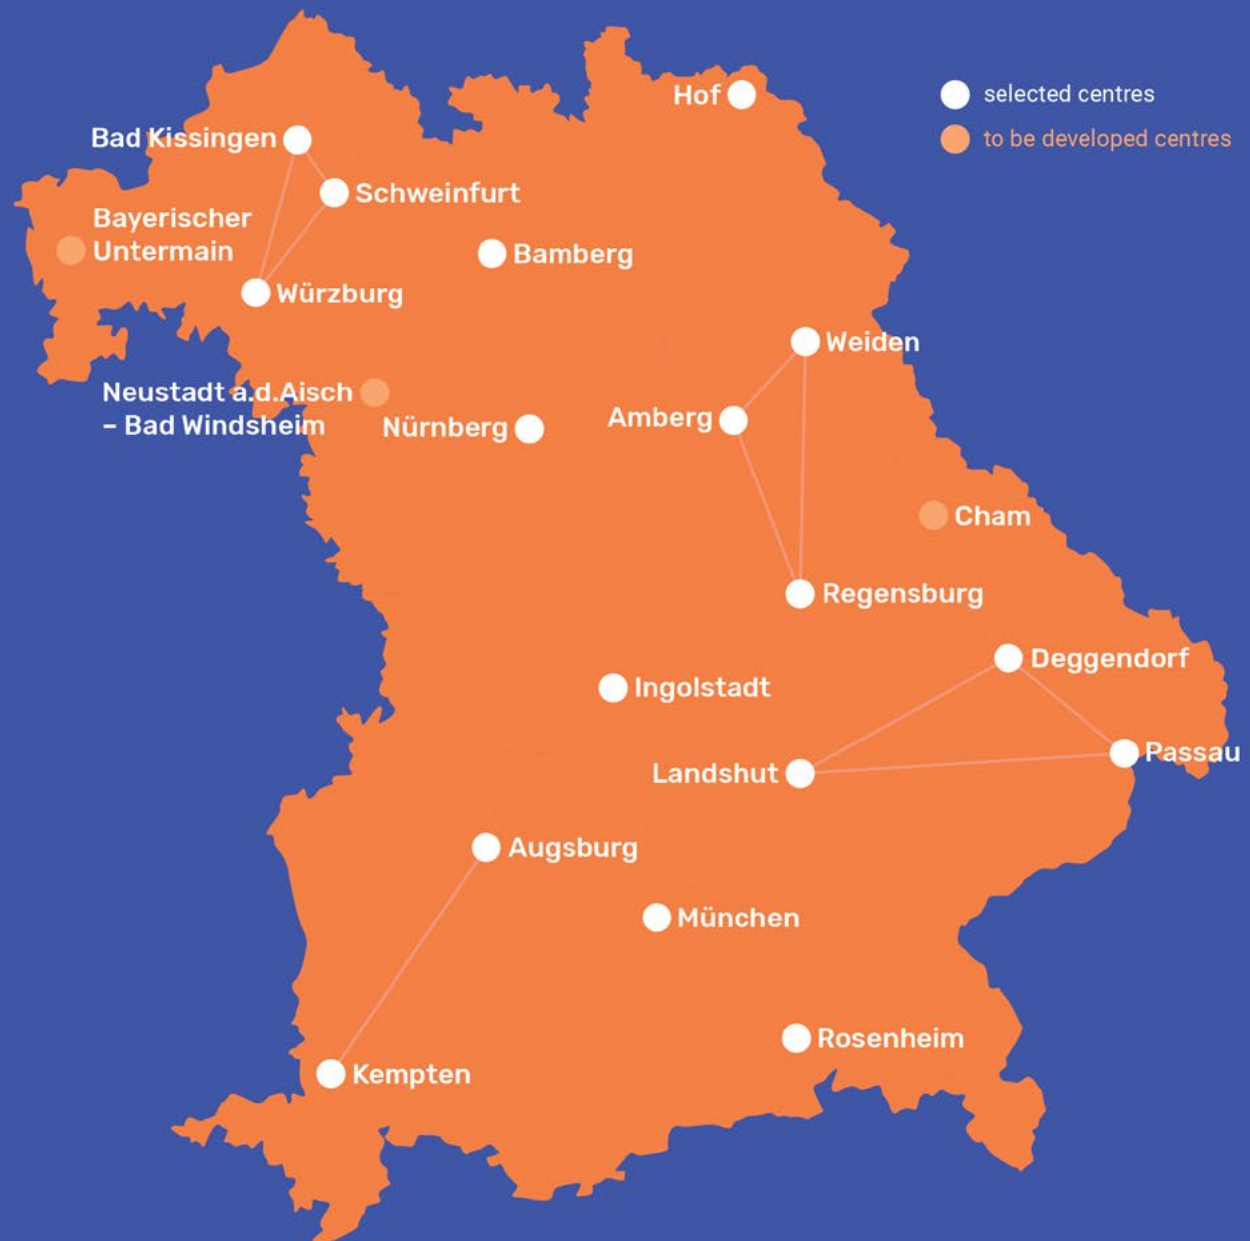 Hof
selected centres
to be developed centres
Bad Kissingen
Schweinfurt
Bayerischer
Untermain
Bamberg
Würzburg
Weiden
Neustadt a.d.Aisch
– Bad Windsheim
Nürnberg
Amberg
Cham
Regensburg
Deggendorf
Ingolstadt
Passau
Landshut
Augsburg
München
Rosenheim
Kempten